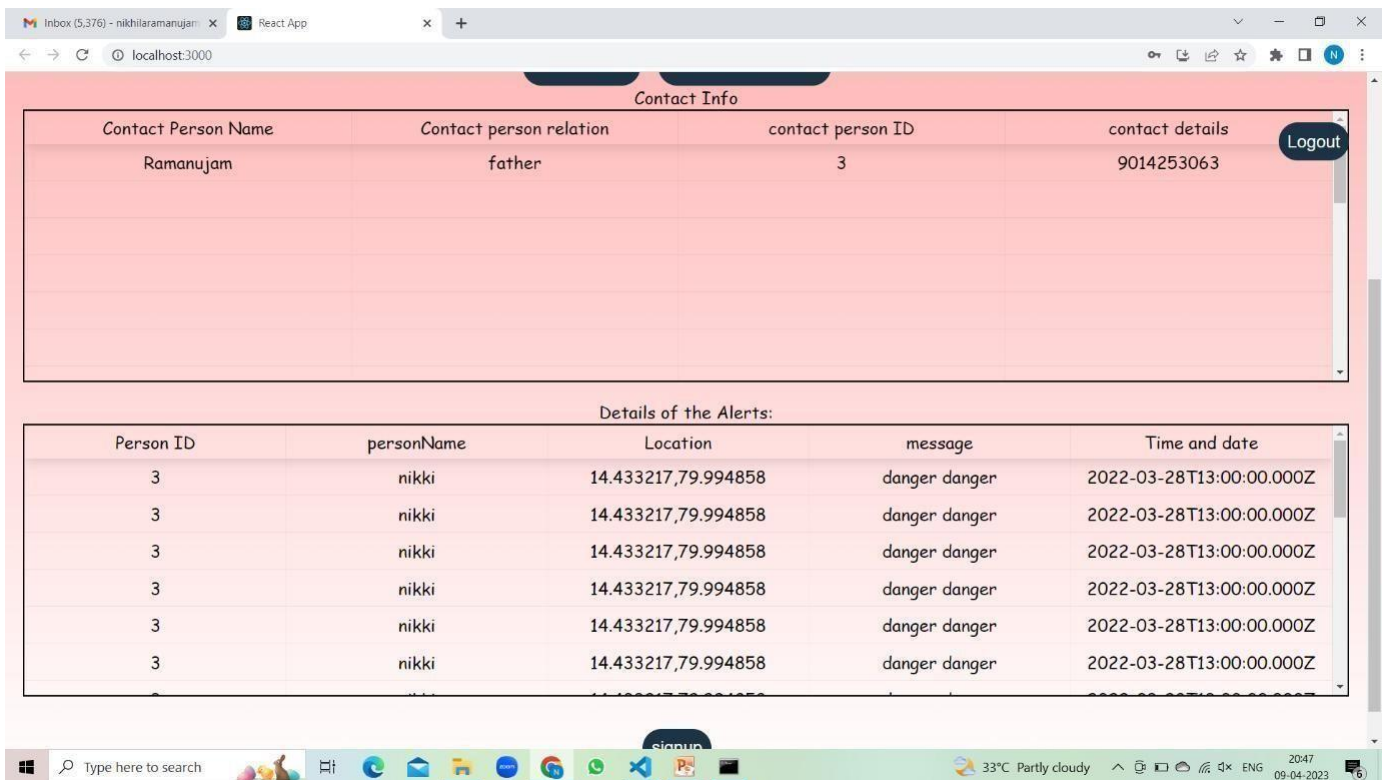 Inbox (5,376) - nikhilaramanujam
React App
localhost:3000
N
Contact Info
Contact Person Name Contact person relation contact person ID contact details
Logout
Ramanujam father 3 9014253063
Details of the Alerts:
Person ID personName Location message Time and date
3 nikki 14.433217,79.994858 danger danger 2022-03-28T13:00:00.000Z
3 nikki 14.433217,79.994858 danger danger 2022-03-28T13:00:00.000Z
3 nikki 14.433217,79.994858 danger danger 2022-03-28T13:00:00.000Z
3 nikki 14.433217,79.994858 danger danger 2022-03-28T13:00:00.000Z
3 nikki 14.433217,79.994858 danger danger 2022-03-28T13:00:00.000Z
3 nikki 14.433217,79.994858 danger danger 2022-03-28T13:00:00.000Z
signup
Type here to search
33°C Partly cloudy
ENG
20:47
09-04-2023
6